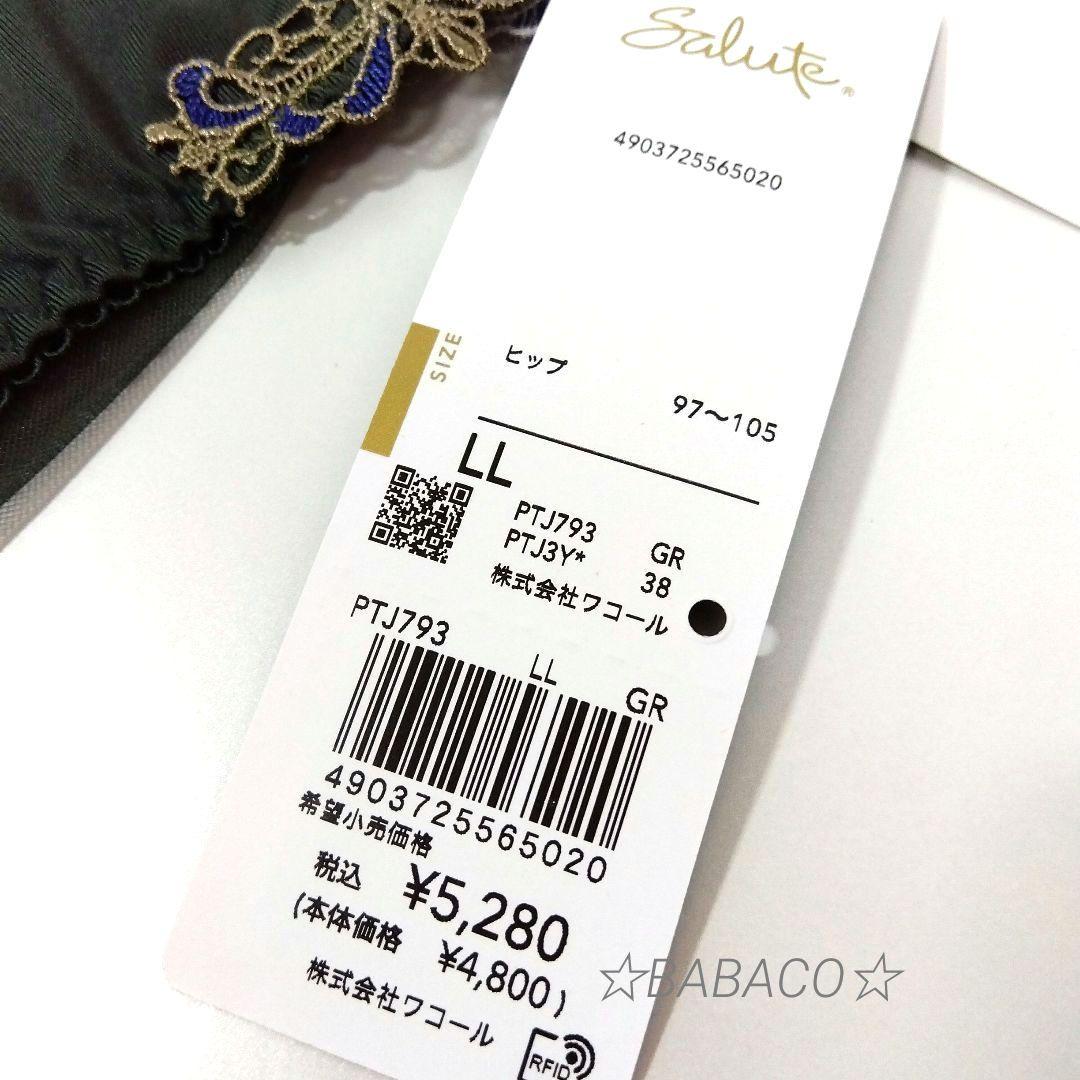 Salute®
4903725565020
SIZE
ヒップ
97〜105
LL
PTJ793 GR
PTJ3Y* 38
株式会社ワコール
PTJ793 LL GR
4903725565020
希望小売価格
税込 ¥5,280
(本体価格 ¥4,800)
株式会社ワコール
RFID
☆BABACO☆